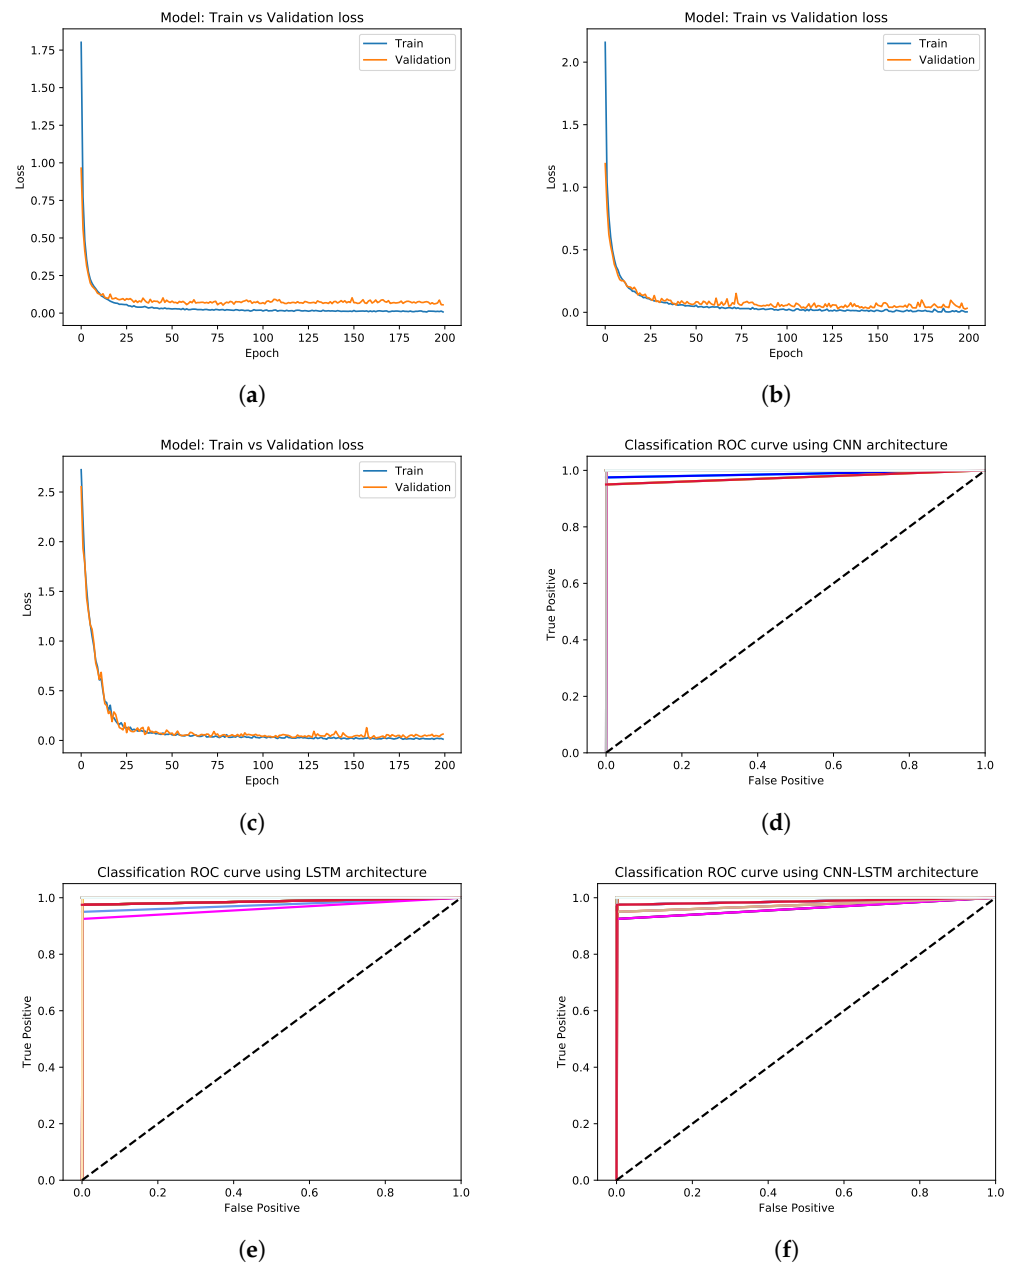 Model: Train vs Validation loss
Train
Validation
Loss
1.75
1.50
1.25
1.00
0.75
0.50
0.25
0.00
0 25 50 75 100 125 150 175 200
Epoch
(a)
Model: Train vs Validation loss
Train
Validation
Loss
2.0
1.5
1.0
0.5
0.0
0 25 50 75 100 125 150 175 200
Epoch
(b)
Model: Train vs Validation loss
Train
Validation
Loss
2.5
2.0
1.5
1.0
0.5
0.0
0 25 50 75 100 125 150 175 200
Epoch
(c)
Classification ROC curve using CNN architecture
True Positive
1.0
0.8
0.6
0.4
0.2
0.0
0.0 0.2 0.4 0.6 0.8 1.0
False Positive
(d)
Classification ROC curve using LSTM architecture
True Positive
1.0
0.8
0.6
0.4
0.2
0.0
0.0 0.2 0.4 0.6 0.8 1.0
False Positive
(e)
Classification ROC curve using CNN-LSTM architecture
True Positive
1.0
0.8
0.6
0.4
0.2
0.0
0.0 0.2 0.4 0.6 0.8 1.0
False Positive
(f)